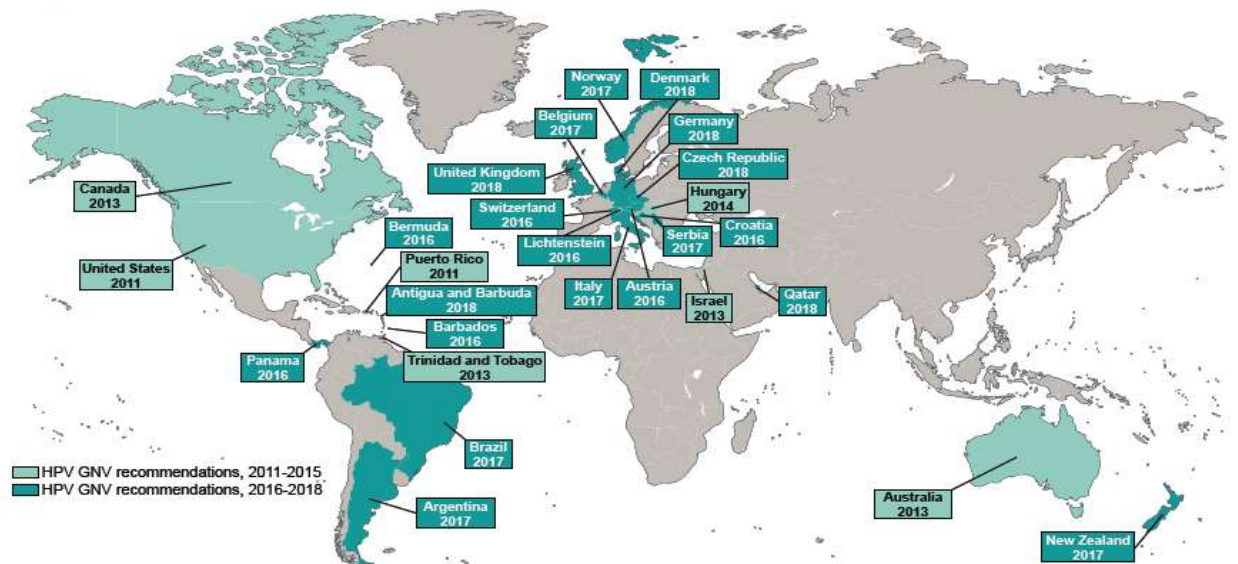 Norway
2017
Denmark
2018
Belgium
2017
Germany
2018
Czech Republic
2018
United Kingdom
2018
Hungary
2014
Canada
2013
Switzerland
2016
Croatia
2016
Bermuda
2016
Serbia
2017
Lichtenstein
2016
Puerto Rico
2011
United States
2011
Antigua and Barbuda
2018
Italy
2017
Austria
2016
Israel
2013
Qatar
2018
Barbados
2016
Panama
2016
Trinidad and Tobago
2013
Brazil
2017
HPV GNV recommendations, 2011-2015
HPV GNV recommendations, 2016-2018
Argentina
2017
Australia
2013
New Zealand
2017